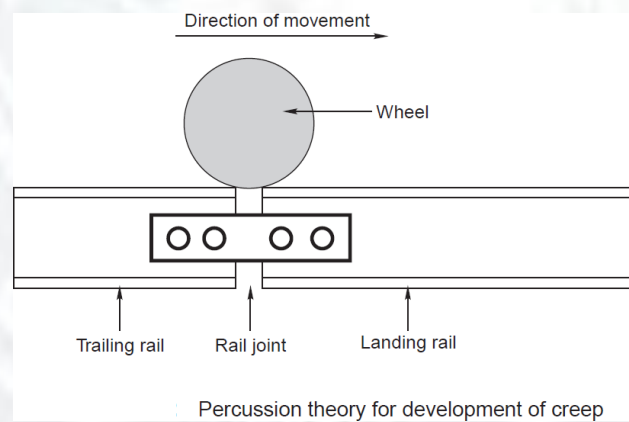 Direction of movement
Wheel
Trailing rail
Rail joint
Landing rail
Percussion theory for development of creep